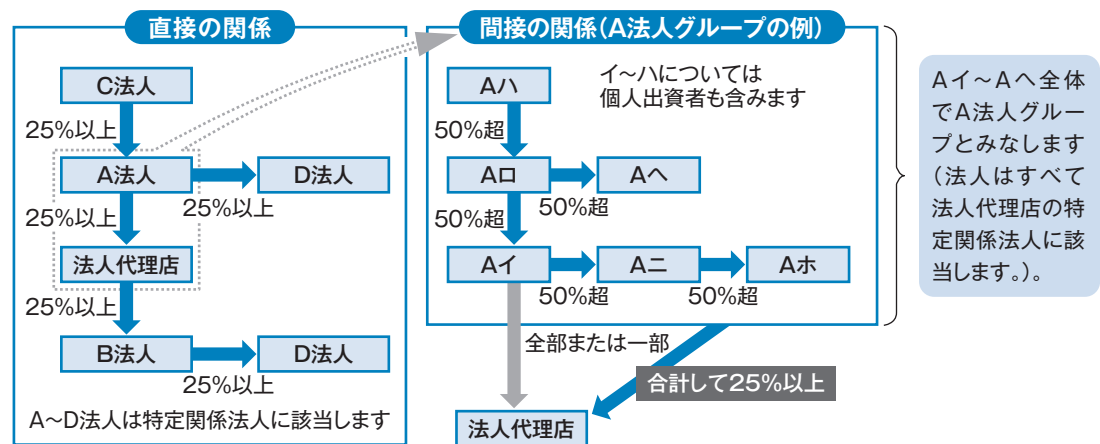 直接の関係
C法人
25%以上
A法人
D法人
25%以上
25%以上
法人代理店
25%以上
B法人
D法人
25%以上
A～D法人は特定関係法人に該当します
間接の関係(A法人グループの例)
Aハ
イ～ハについては
個人出資者も含みます
50%超
Aロ
Aヘ
50%超
50%超
Aイ
Aニ
Aホ
50%超
50%超
全部または一部
合計して25%以上
法人代理店
Aイ～Aヘ全体
でA法人グルー
プとみなします
(法人はすべて
法人代理店の特
定関係法人に該
当します。)。